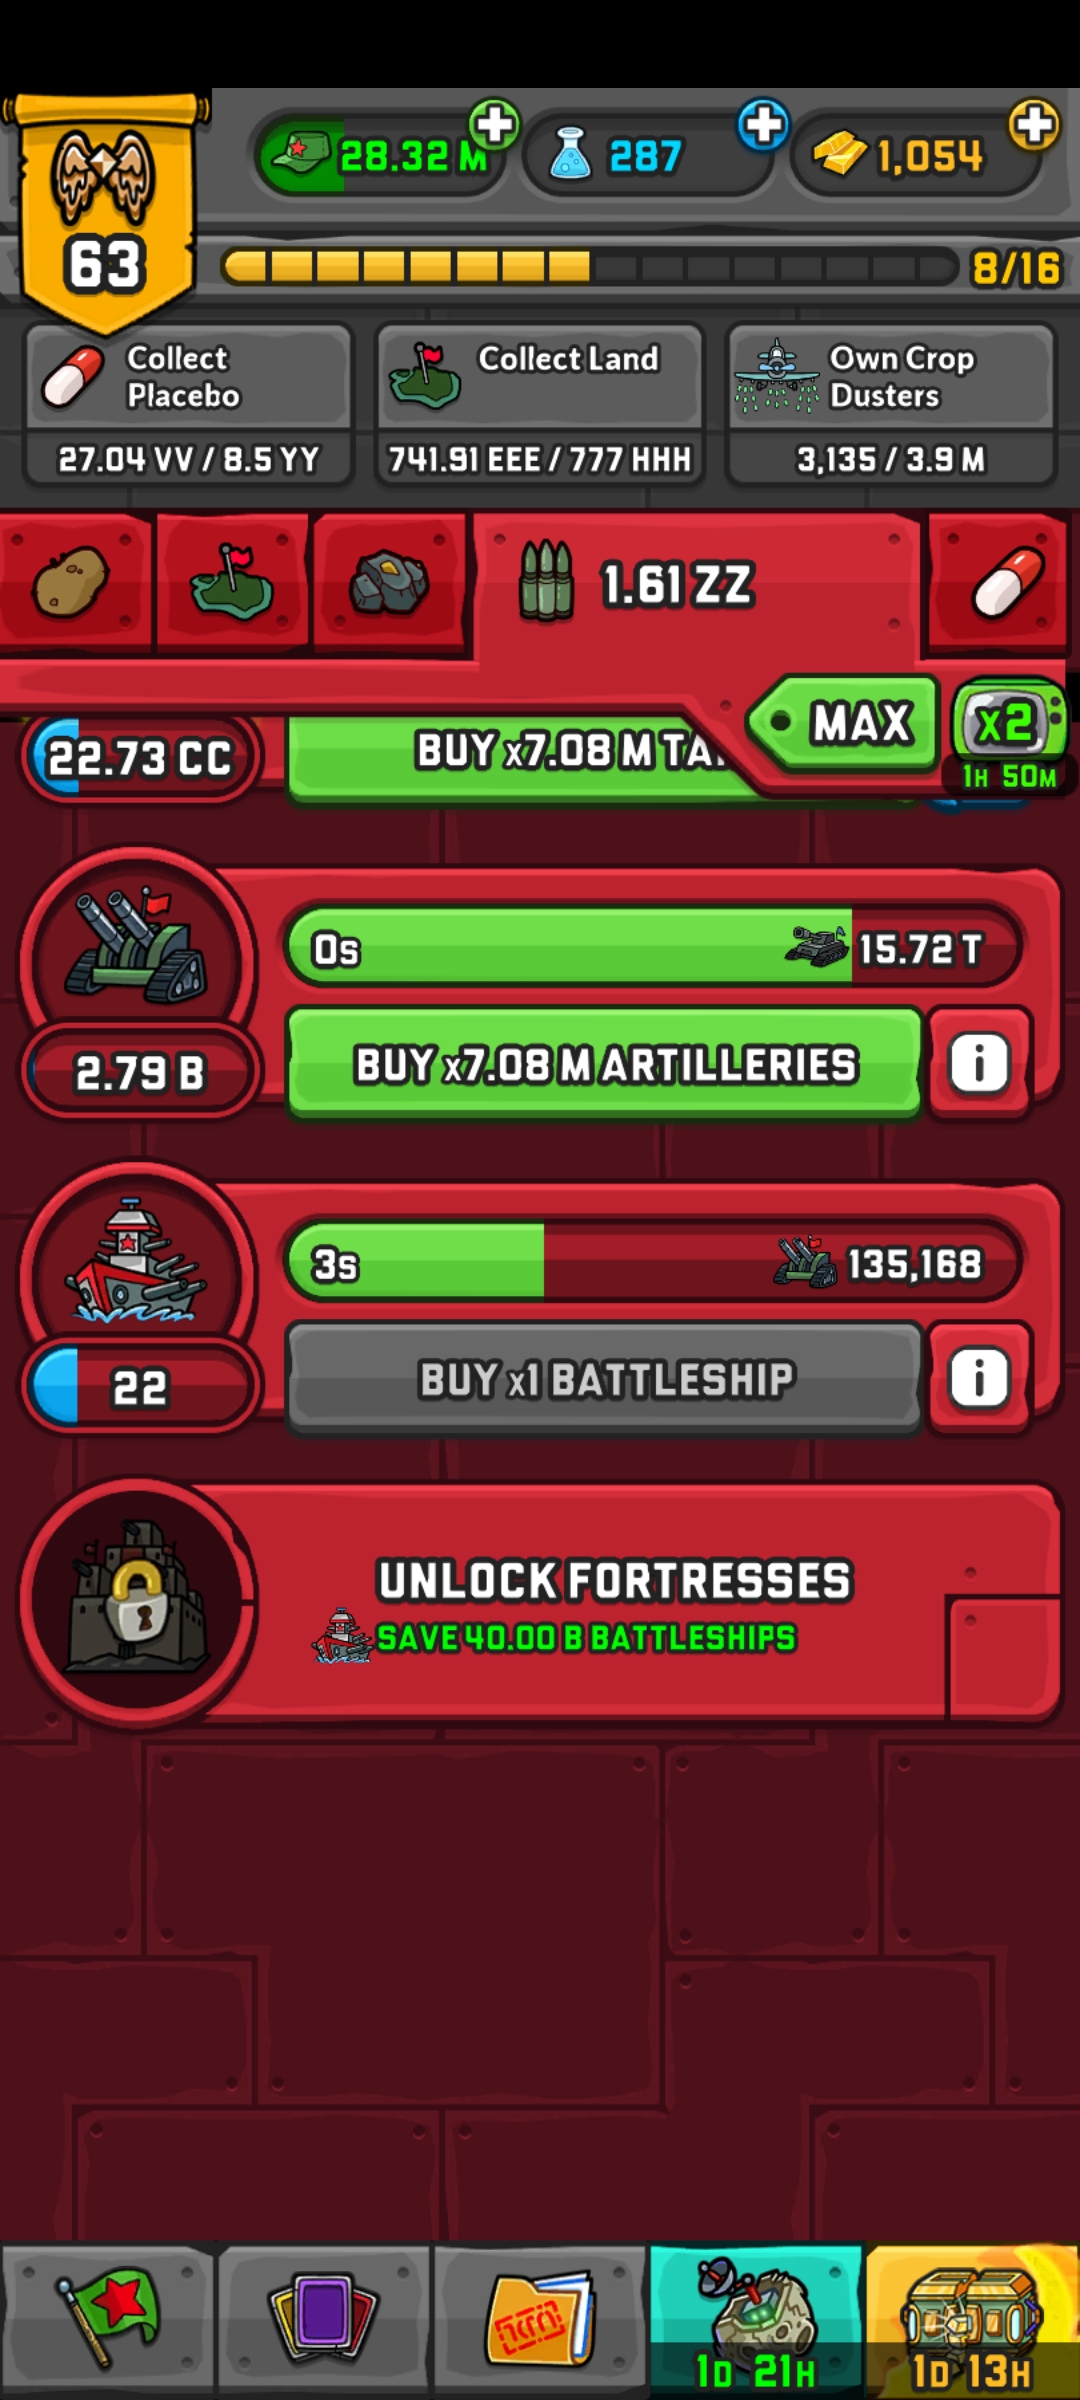 28.32 M
287
1,054
63
8/16
Collect
Placebo
27.04 VV / 8.5 YY
Collect Land
741.91 EEE / 777 HHH
Own Crop
Dusters
3,135 / 3.9 M
1.61 ZZ
MAX
x2
1H 50M
22.73 CC
BUY x7.08 M
0s
15.72 T
2.79 B
BUY x7.08 M ARTILLERIES
i
3s
135,168
22
BUY x1 BATTLESHIP
i
UNLOCK FORTRESSES
SAVE 40.00 B BATTLESHIPS
1D 21H
1D 13H